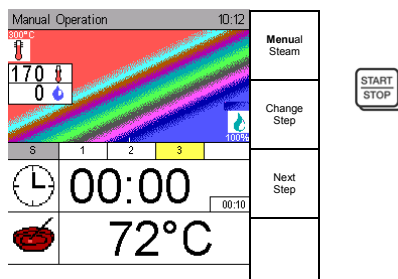 Manual Operation 10:12
300°C
170
0
100%
S 1 2 3
00:00
00:10
72°C
Menual
Steam
Change
Step
Next
Step
START
STOP